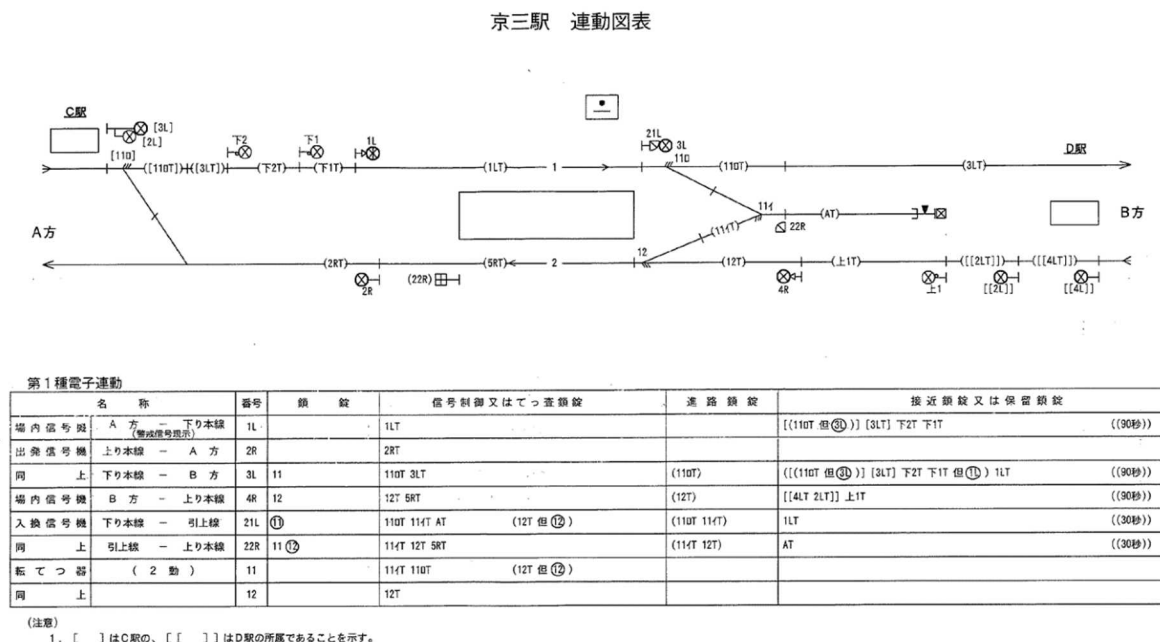 京三駅 連動図表
C駅
[3L]
[2L]
[11ロ]
([11ロT])
([3LT])
下2
(下2T)
下1
(下1T)
1L
(1LT)
1
21L
3L
11ロ
(11ロT)
(3LT)
D駅
A方
B方
11イ
(AT)
22R
(11イT)
12
(2RT)
(5RT)
2
(12T)
(上1T)
([[2LT]])
([[4LT]])
2R
(22R)
4R
上1
[[2L]]
[[4L]]
第1種電子連動
名 称 番号 鎖 錠 信号制御又はてっ査鎖錠 進路鎖錠 接近鎖錠又は保留鎖錠
場内信号機 A方 － 下り本線 (警戒信号現示) 1L 1LT [(11ロT 但③L)] [3LT] 下2T 下1T ((90秒))
出発信号機 上り本線 － A方 2R 2RT
同上 下り本線 － B方 3L 11 11ロT 3LT (11ロT) ([(11ロT 但③L)] [3LT] 下2T 下1T 但①L) 1LT ((90秒))
場内信号機 B方 － 上り本線 4R 12 12T 5RT (12T) [[4LT 2LT]] 上1T ((90秒))
入換信号機 下り本線 － 引上線 21L ⑪ 11ロT 11イT AT (12T 但⑫) (11ロT 11イT) 1LT ((30秒))
同上 引上線 － 上り本線 22R 11 ⑫ 11イT 12T 5RT (11イT 12T) AT ((30秒))
転てつ器 (2動) 11 11イT 11ロT (12T 但⑫)
同上 12 12T
(注意)
1．[ ]はC駅の、[[ ]]はD駅の所属であることを示す。